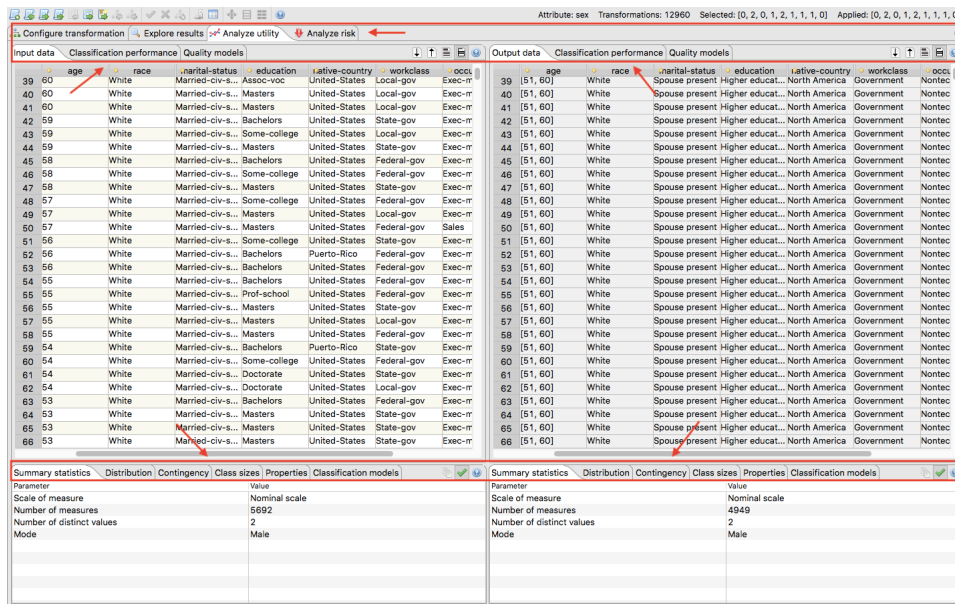 Attribute: sex Transformations: 12960 Selected: [0, 2, 0, 1, 2, 1, 1, 1, 0] Applied: [0, 2, 0, 1, 2, 1, 1, 1, 0
Configure transformation Explore results Analyze utility Analyze risk
Input data Classification performance Quality models Output data Classification performance Quality models
age race marital-status education native-country workclass occu age race marital-status education native-country workclass occu
39 60 White Married-civ-s... Assoc-voc United-States Local-gov Exec-m 39 [51, 60] White Spouse present Higher educat... North America Government Nontec
40 60 White Married-civ-s... Masters United-States Local-gov Exec-m 40 [51, 60] White Spouse present Higher educat... North America Government Nontec
41 60 White Married-civ-s... Masters United-States Local-gov Exec-m 41 [51, 60] White Spouse present Higher educat... North America Government Nontec
42 59 White Married-civ-s... Bachelors United-States State-gov Exec-m 42 [51, 60] White Spouse present Higher educat... North America Government Nontec
43 59 White Married-civ-s... Some-college United-States Local-gov Exec-m 43 [51, 60] White Spouse present Higher educat... North America Government Nontec
44 59 White Married-civ-s... Masters United-States State-gov Exec-m 44 [51, 60] White Spouse present Higher educat... North America Government Nontec
45 58 White Married-civ-s... Bachelors United-States Federal-gov Exec-m 45 [51, 60] White Spouse present Higher educat... North America Government Nontec
46 58 White Married-civ-s... Some-college United-States Federal-gov Exec-m 46 [51, 60] White Spouse present Higher educat... North America Government Nontec
47 58 White Married-civ-s... Masters United-States State-gov Exec-m 47 [51, 60] White Spouse present Higher educat... North America Government Nontec
48 57 White Married-civ-s... Some-college United-States Federal-gov Exec-m 48 [51, 60] White Spouse present Higher educat... North America Government Nontec
49 57 White Married-civ-s... Masters United-States Local-gov Exec-m 49 [51, 60] White Spouse present Higher educat... North America Government Nontec
50 57 White Married-civ-s... Masters United-States Federal-gov Sales 50 [51, 60] White Spouse present Higher educat... North America Government Nontec
51 56 White Married-civ-s... Some-college United-States State-gov Exec-m 51 [51, 60] White Spouse present Higher educat... North America Government Nontec
52 56 White Married-civ-s... Bachelors Puerto-Rico Federal-gov Exec-m 52 [51, 60] White Spouse present Higher educat... North America Government Nontec
53 56 White Married-civ-s... Bachelors United-States Federal-gov Exec-m 53 [51, 60] White Spouse present Higher educat... North America Government Nontec
54 55 White Married-civ-s... Bachelors United-States State-gov Exec-m 54 [51, 60] White Spouse present Higher educat... North America Government Nontec
55 55 White Married-civ-s... Prof-school United-States Federal-gov Exec-m 55 [51, 60] White Spouse present Higher educat... North America Government Nontec
56 55 White Married-civ-s... Masters United-States State-gov Exec-m 56 [51, 60] White Spouse present Higher educat... North America Government Nontec
57 55 White Married-civ-s... Masters United-States Local-gov Exec-m 57 [51, 60] White Spouse present Higher educat... North America Government Nontec
58 55 White Married-civ-s... Masters United-States Federal-gov Exec-m 58 [51, 60] White Spouse present Higher educat... North America Government Nontec
59 54 White Married-civ-s... Bachelors Puerto-Rico State-gov Exec-m 59 [51, 60] White Spouse present Higher educat... North America Government Nontec
60 54 White Married-civ-s... Some-college United-States Federal-gov Exec-m 60 [51, 60] White Spouse present Higher educat... North America Government Nontec
61 54 White Married-civ-s... Doctorate United-States State-gov Exec-m 61 [51, 60] White Spouse present Higher educat... North America Government Nontec
62 54 White Married-civ-s... Doctorate United-States Local-gov Exec-m 62 [51, 60] White Spouse present Higher educat... North America Government Nontec
63 53 White Married-civ-s... Bachelors United-States Federal-gov Exec-m 63 [51, 60] White Spouse present Higher educat... North America Government Nontec
64 53 White Married-civ-s... Masters United-States State-gov Exec-m 64 [51, 60] White Spouse present Higher educat... North America Government Nontec
65 53 White Married-civ-s... Masters United-States State-gov Exec-m 65 [51, 60] White Spouse present Higher educat... North America Government Nontec
66 53 White Married-civ-s... Masters United-States State-gov Exec-m 66 [51, 60] White Spouse present Higher educat... North America Government Nontec
Summary statistics Distribution Contingency Class sizes Properties Classification models Summary statistics Distribution Contingency Class sizes Properties Classification models
Parameter Value Parameter Value
Scale of measure Nominal scale Scale of measure Nominal scale
Number of measures 5692 Number of measures 4949
Number of distinct values 2 Number of distinct values 2
Mode Male Mode Male